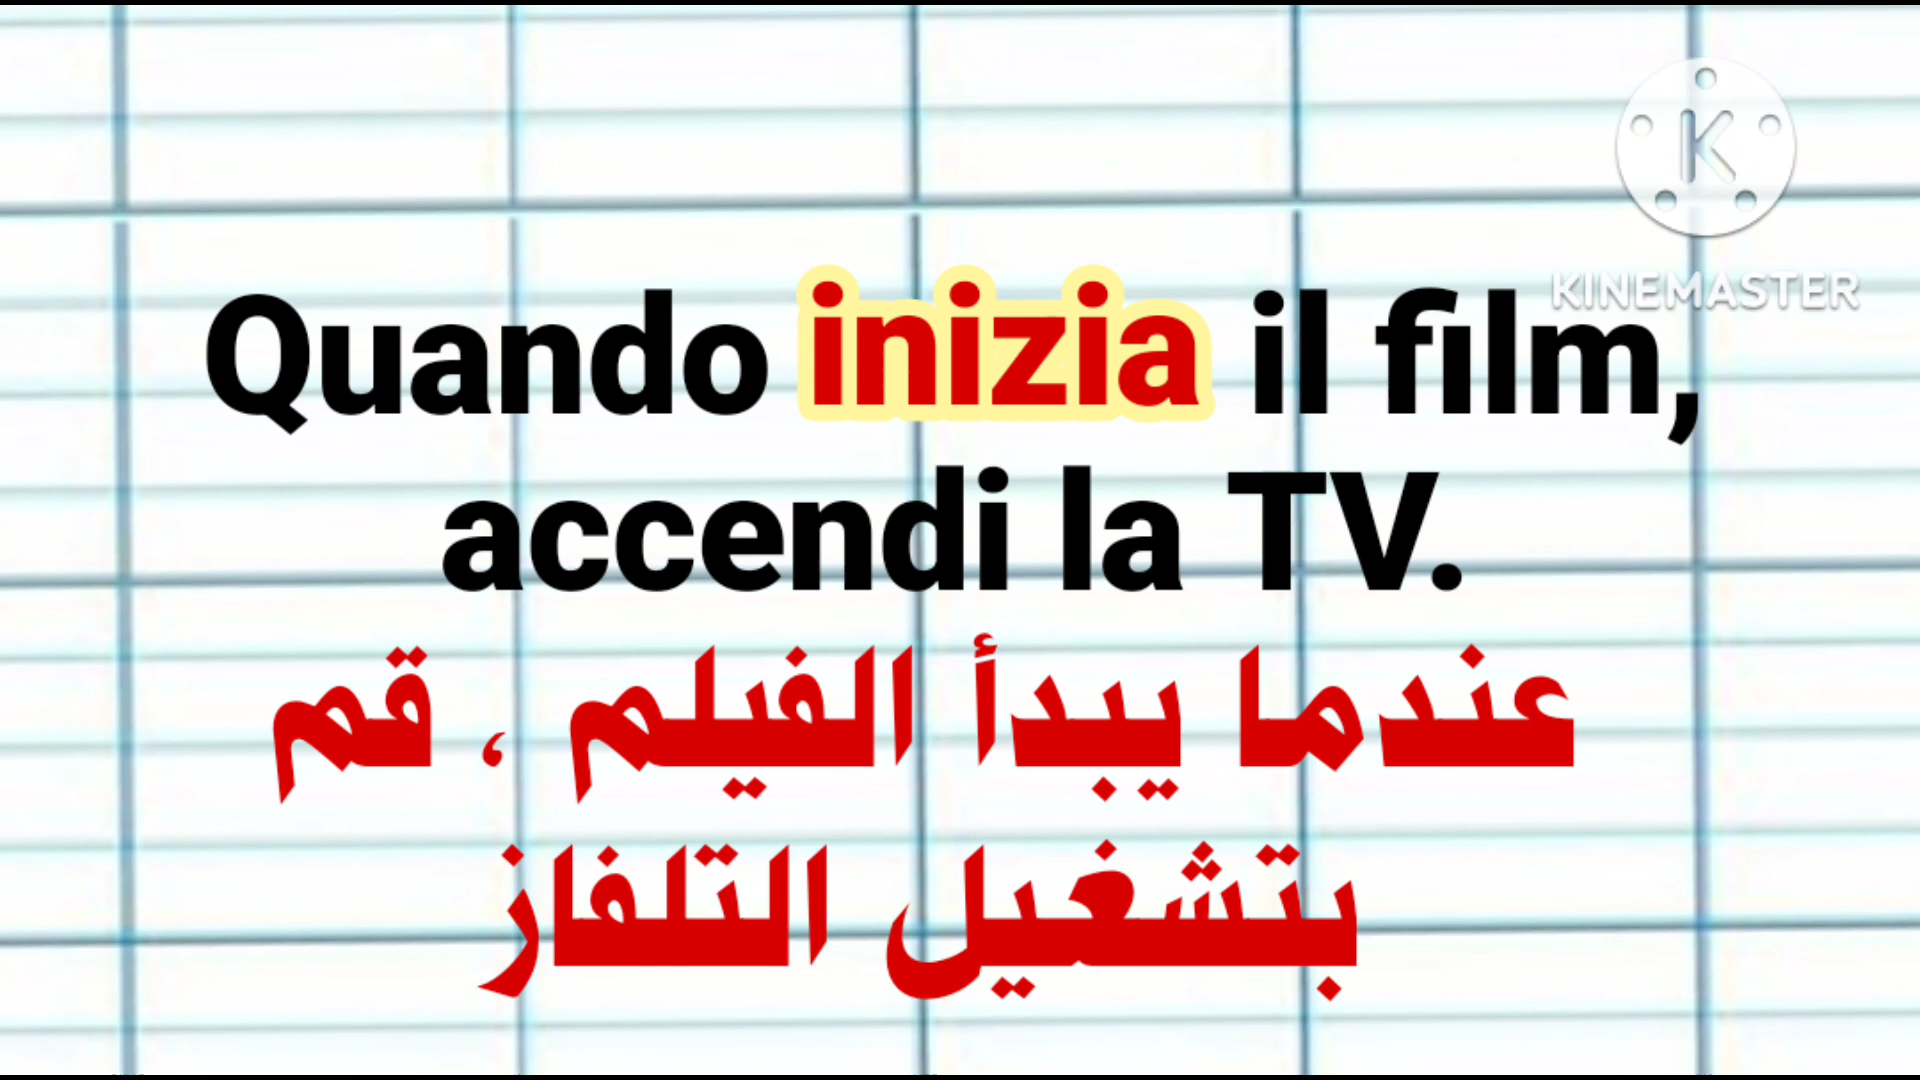 K
KINEMASTER
Quando inizia il film,
accendi la TV.
عندما يبدأ الفيلم ، قم
بتشغيل التلفاز